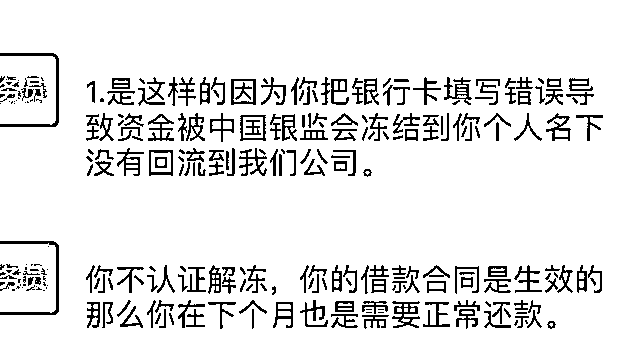 务员
1.是这样的因为你把银行卡填写错误导
致资金被中国银监会冻结到你个人名下
没有回流到我们公司。
务员
你不认证解冻，你的借款合同是生效的
那么你在下个月也是需要正常还款。